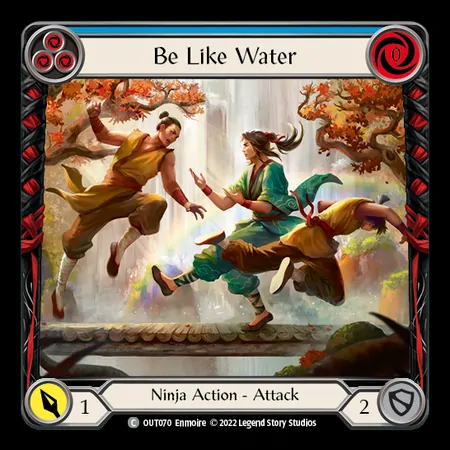 Be Like Water
0
Ninja Action - Attack
1
2
C OUT070 Enmoire © 2022 Legend Story Studios